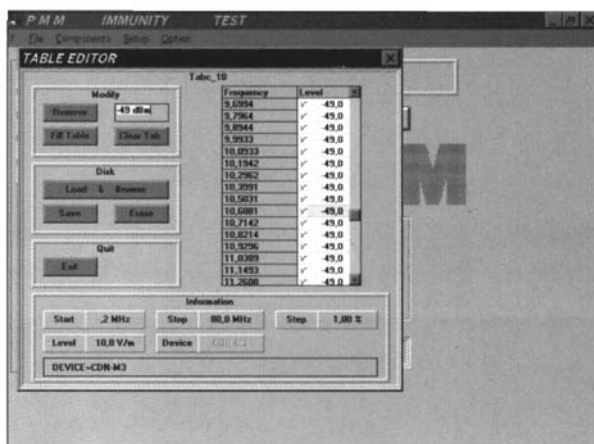 PMM IMMUNITY TEST
File Components Setup Option
TABLE EDITOR
Tabc_10
Modify
Remove
-49 dBm
Fill Table
Clear Tab
Disk
Load & Browse
Save
Erase
Quit
Exit
Frequency Level
9,6994 -49,0
9,7964 -49,0
9,8944 -49,0
9,9933 -49,0
10,0933 -49,0
10,1942 -49,0
10,2962 -49,0
10,3991 -49,0
10,5031 -49,0
10,6081 -49,0
10,7142 -49,0
10,8214 -49,0
10,9296 -49,0
11,0389 -49,0
11,1493 -49,0
11,2608 -49,0
Information
Start ,2 MHz Stop 80,0 MHz Step 1,00 %
Level 10,0 V/m Device
DEVICE=CDN-M3
M